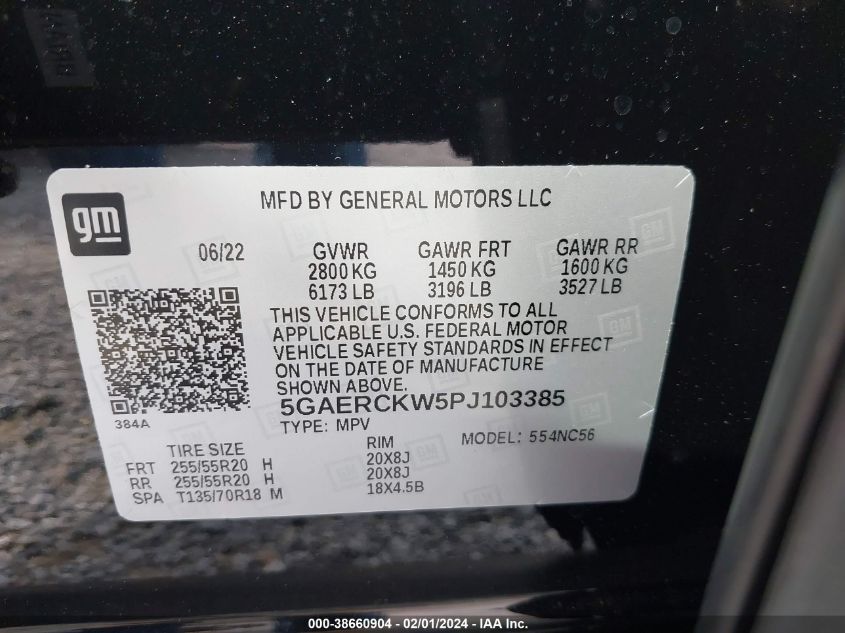 MFD BY GENERAL MOTORS LLC
gm
06/22 GVWR GAWR FRT GAWR RR
2800 KG 1450 KG 1600 KG
6173 LB 3196 LB 3527 LB
THIS VEHICLE CONFORMS TO ALL
APPLICABLE U.S. FEDERAL MOTOR
VEHICLE SAFETY STANDARDS IN EFFECT
ON THE DATE OF MANUFACTURE
SHOWN ABOVE.
5GAERCKW5PJ103385
384A
TYPE: MPV MODEL: 554NC56
TIRE SIZE RIM
FRT 255/55R20 H 20X8J
RR 255/55R20 H 20X8J
SPA T135/70R18 M 18X4.5B
000-38660904 - 02/01/2024 - IAA Inc.